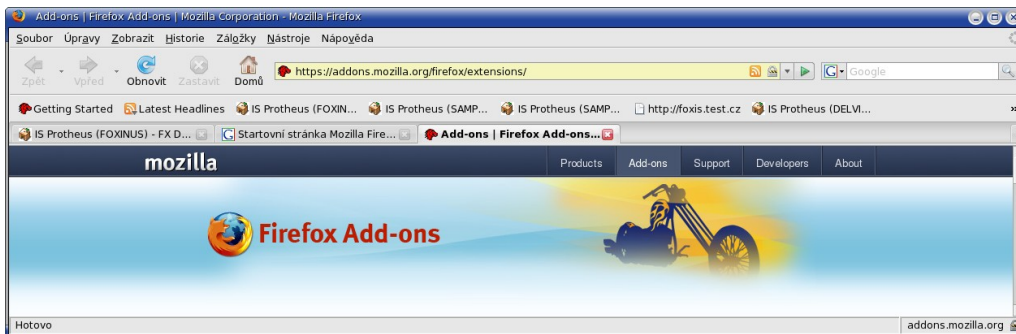 Add-ons | Firefox Add-ons | Mozilla Corporation - Mozilla Firefox
Soubor Úpravy Zobrazit Historie Záložky Nástroje Nápověda
Zpět Vpřed Obnovit Zastavit Domů https://addons.mozilla.org/firefox/extensions/ G Google
Getting Started Latest Headlines IS Protheus (FOXIN... IS Protheus (SAMP... IS Protheus (SAMP... http://foxis.test.cz IS Protheus (DELVI... »
IS Protheus (FOXINUS) - FX D... G Startovní stránka Mozilla Fire... Add-ons | Firefox Add-ons...
mozilla Products Add-ons Support Developers About
Firefox Add-ons
Hotovo addons.mozilla.org